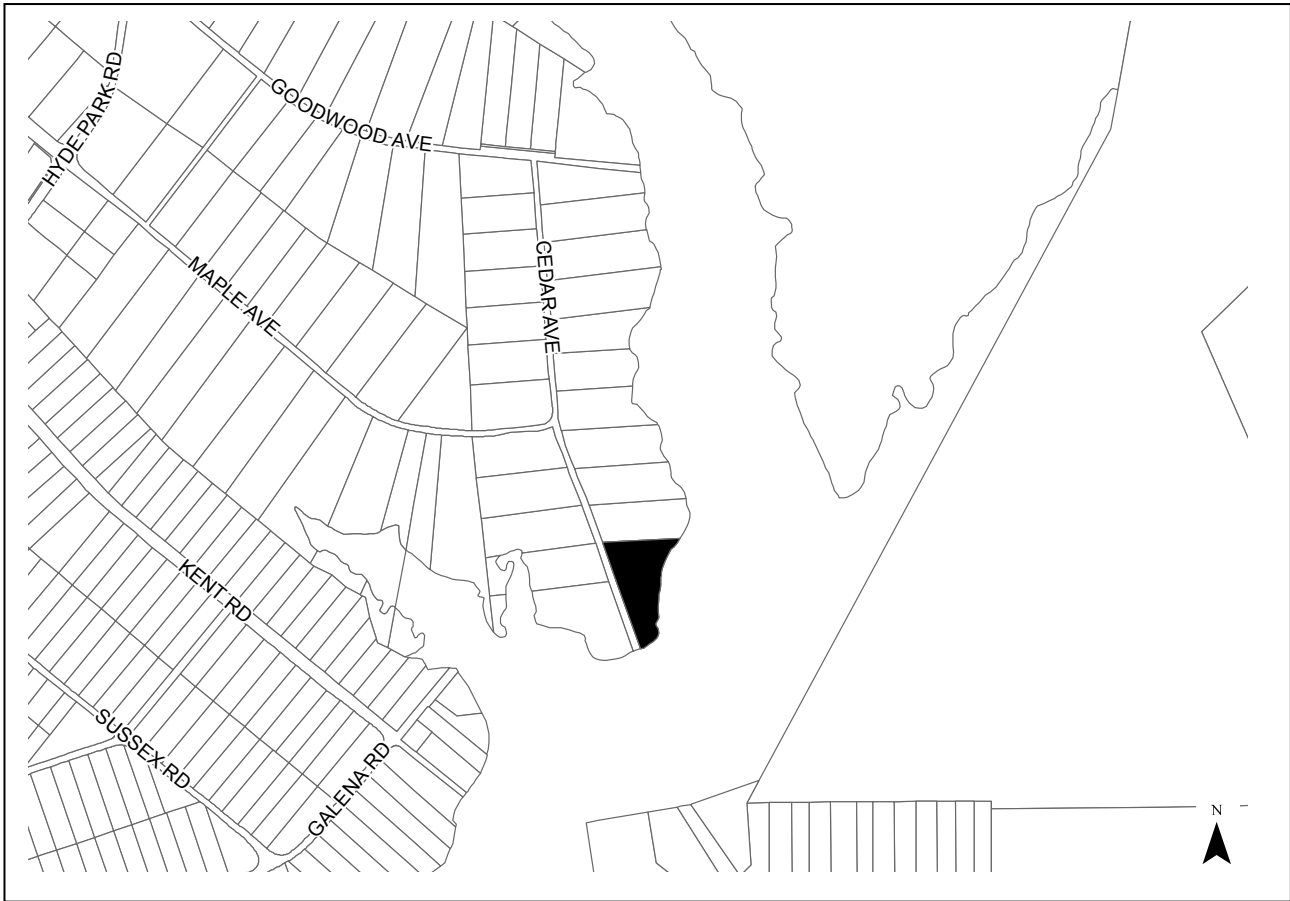 HYDE PARK RD
GOODWOOD AVE
CEDAR AVE
MAPLE AVE
KENT RD
SUSSEX RD
GALENA RD
N